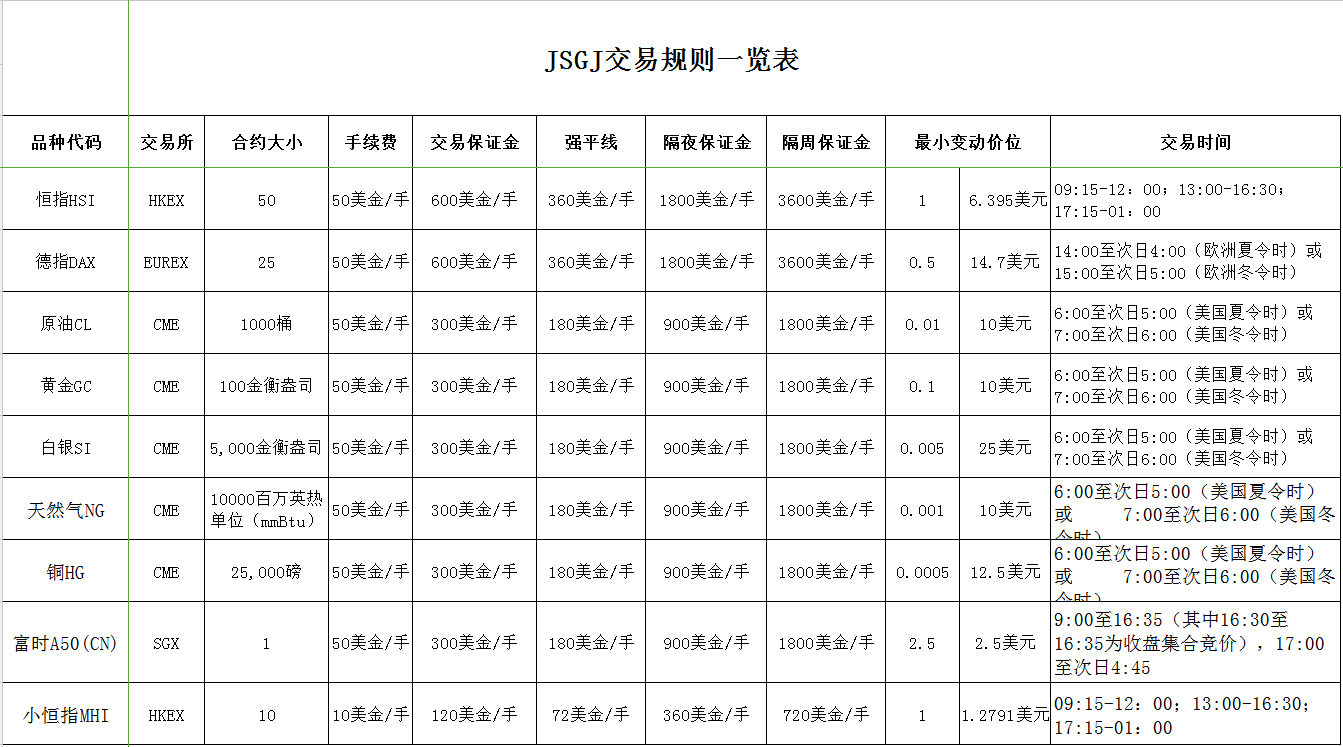 JSGJ交易规则一览表
品种代码 交易所 合约大小 手续费 交易保证金 强平线 隔夜保证金 隔周保证金 最小变动价位 交易时间
恒指HSI HKEX 50 50美金/手 600美金/手 360美金/手 1800美金/手 3600美金/手 1 6.395美元 09:15-12：00；13:00-16:30；
17:15-01：00
德指DAX EUREX 25 50美金/手 600美金/手 360美金/手 1800美金/手 3600美金/手 0.5 14.7美元 14:00至次日4:00（欧洲夏令时）或
15:00至次日5:00（欧洲冬令时）
原油CL CME 1000桶 50美金/手 300美金/手 180美金/手 900美金/手 1800美金/手 0.01 10美元 6:00至次日5:00（美国夏令时）或
7:00至次日6:00（美国冬令时）
黄金GC CME 100金衡盎司 50美金/手 300美金/手 180美金/手 900美金/手 1800美金/手 0.1 10美元 6:00至次日5:00（美国夏令时）或
7:00至次日6:00（美国冬令时）
白银SI CME 5,000金衡盎司 50美金/手 300美金/手 180美金/手 900美金/手 1800美金/手 0.005 25美元 6:00至次日5:00（美国夏令时）或
7:00至次日6:00（美国冬令时）
天然气NG CME 10000百万英热
单位（mmBtu） 50美金/手 300美金/手 180美金/手 900美金/手 1800美金/手 0.001 10美元 6:00至次日5:00（美国夏令时）
或 7:00至次日6:00（美国冬
令时）
铜HG CME 25,000磅 50美金/手 300美金/手 180美金/手 900美金/手 1800美金/手 0.0005 12.5美元 6:00至次日5:00（美国夏令时）
或 7:00至次日6:00（美国冬
令时）
富时A50(CN) SGX 1 50美金/手 300美金/手 180美金/手 900美金/手 1800美金/手 2.5 2.5美元 9:00至16:35（其中16:30至
16:35为收盘集合竞价），17:00
至次日4:45
小恒指MHI HKEX 10 10美金/手 120美金/手 72美金/手 360美金/手 720美金/手 1 1.2791美元 09:15-12：00；13:00-16:30；
17:15-01：00